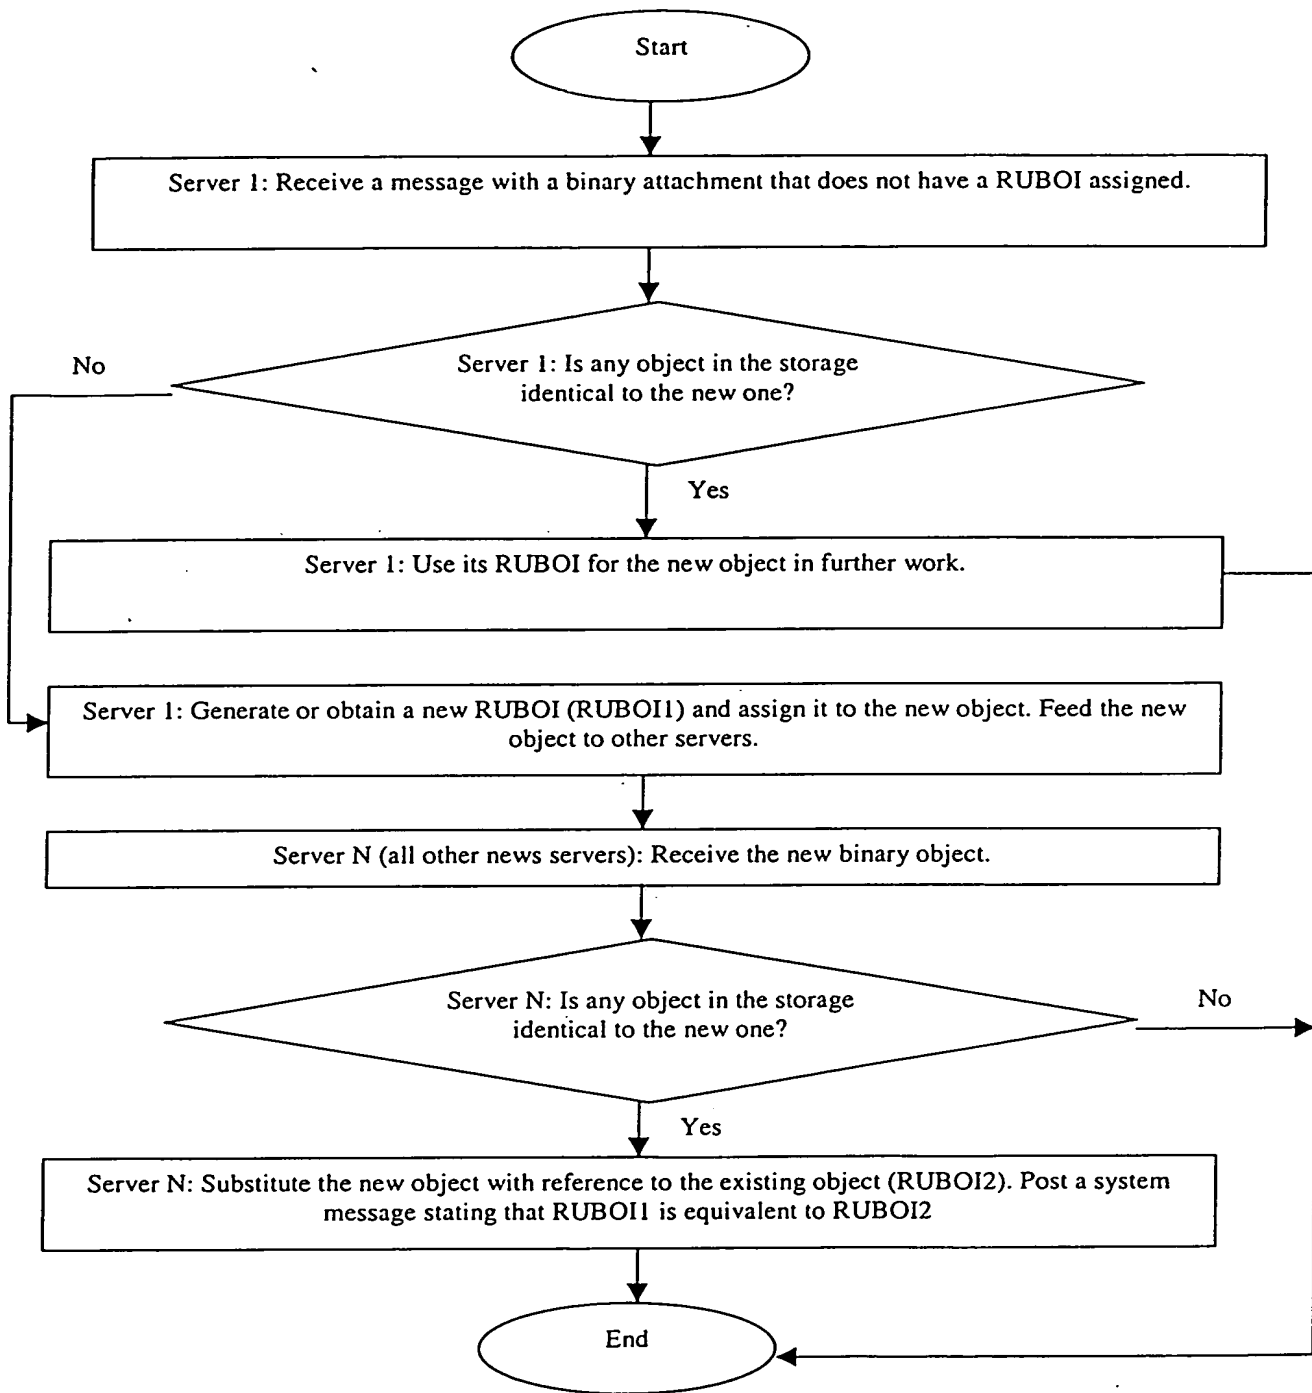 Start
Server 1: Receive a message with a binary attachment that does not have a RUBOI assigned.
No
Server 1: Is any object in the storage
identical to the new one?
Yes
Server 1: Use its RUBOI for the new object in further work.
Server 1: Generate or obtain a new RUBOI (RUBOI1) and assign it to the new object. Feed the new
object to other servers.
Server N (all other news servers): Receive the new binary object.
Server N: Is any object in the storage
identical to the new one?
No
Yes
Server N: Substitute the new object with reference to the existing object (RUBOI2). Post a system
message stating that RUBOI1 is equivalent to RUBOI2
End